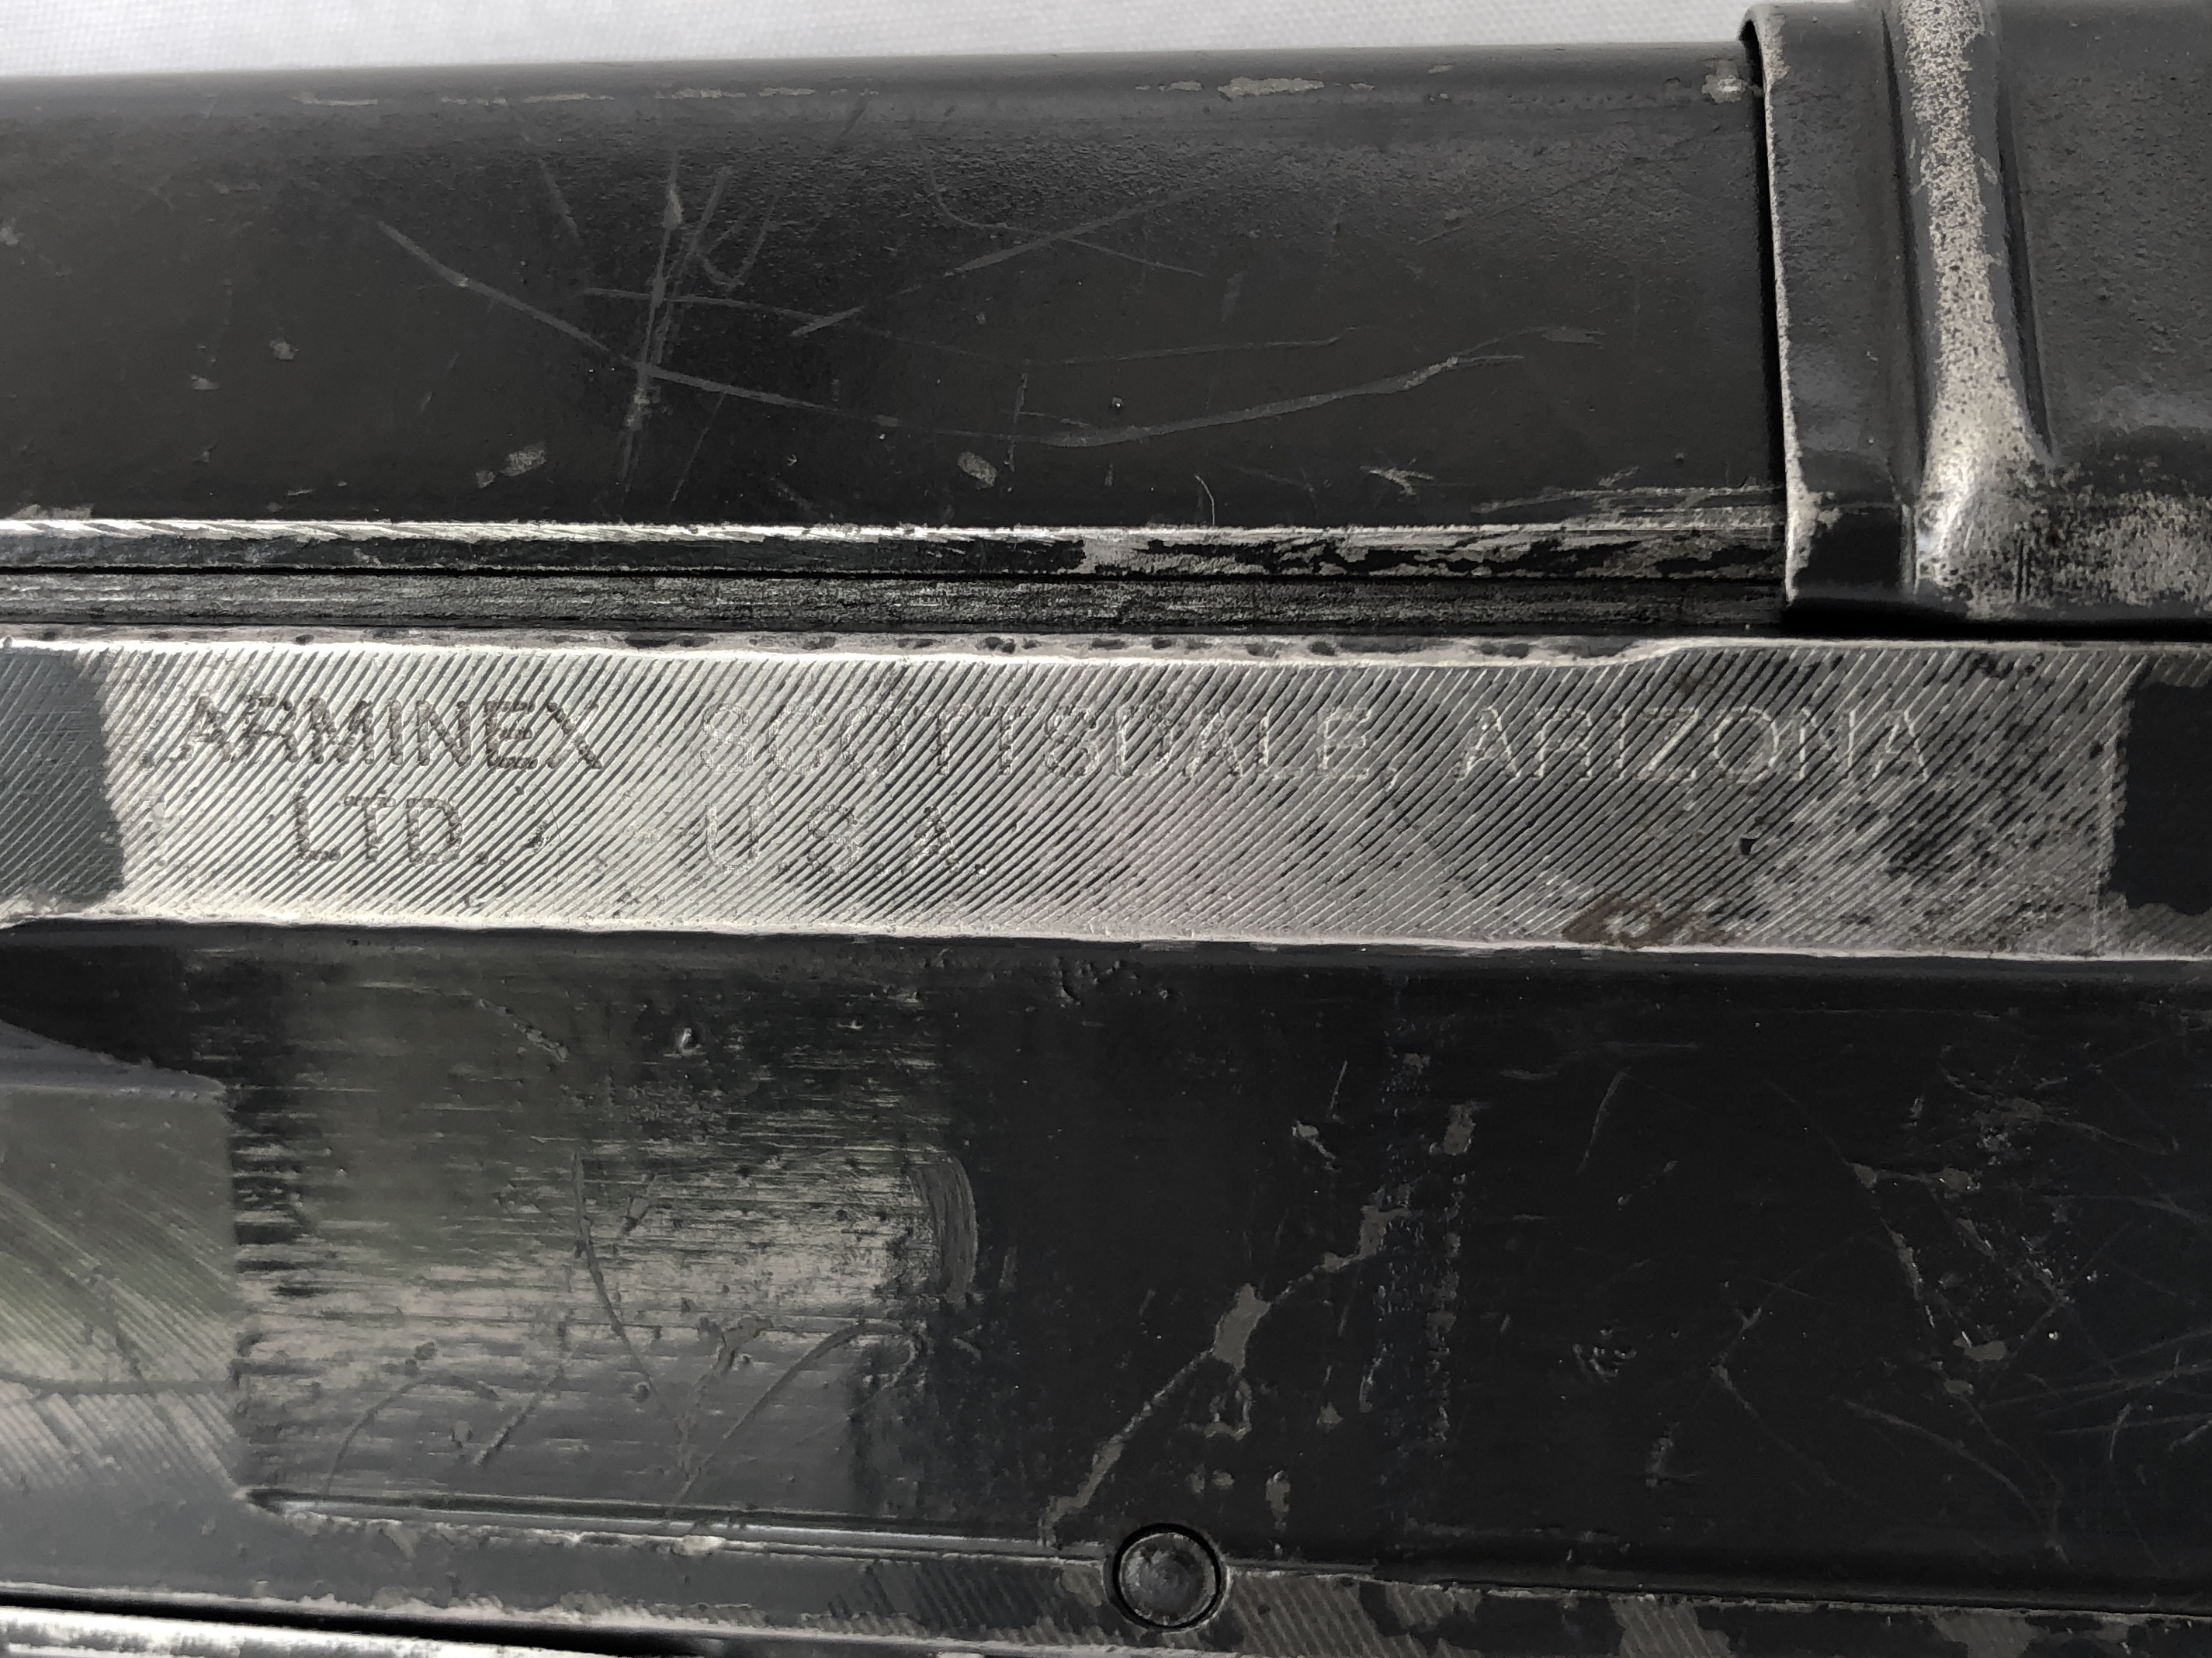 ARMINEX SCOTTSDALE, ARIZONA
LTD. U.S.A.